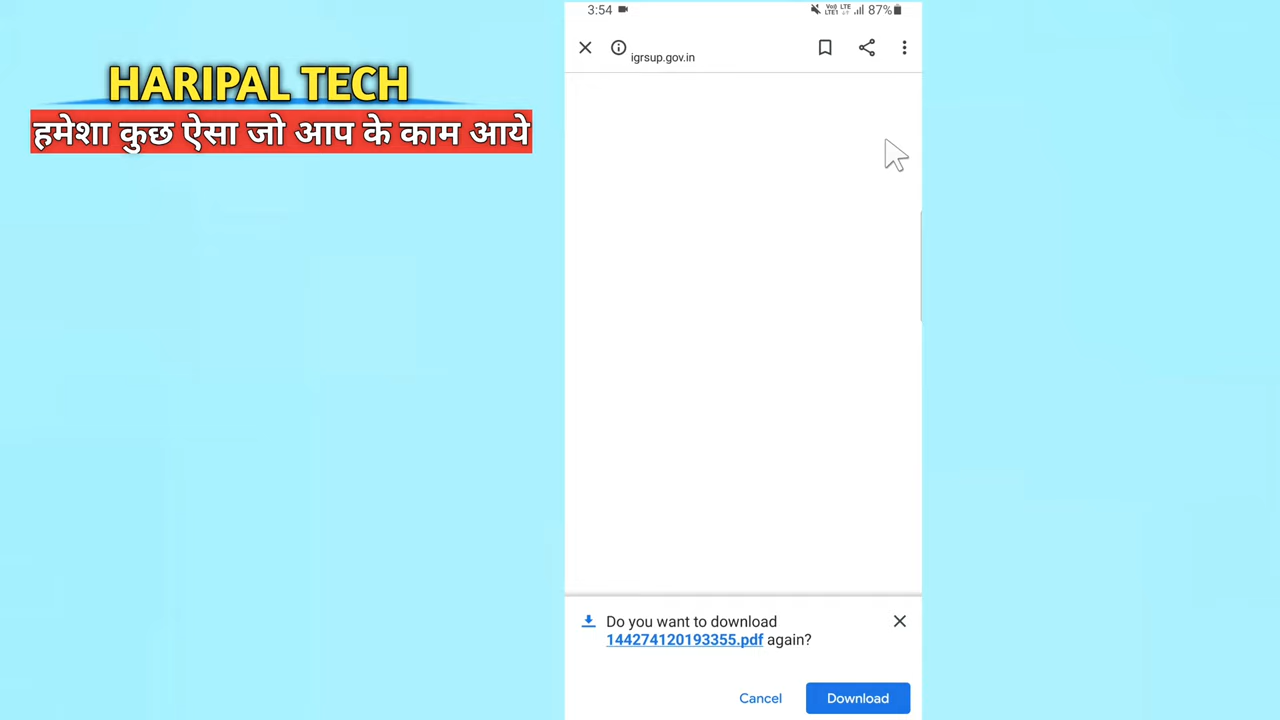 3:54
87%
HARIPAL TECH
हमेशा कुछ ऐसा जो आप के काम आये
igrsup.gov.in
Do you want to download
144274120193355.pdf again?
Cancel
Download